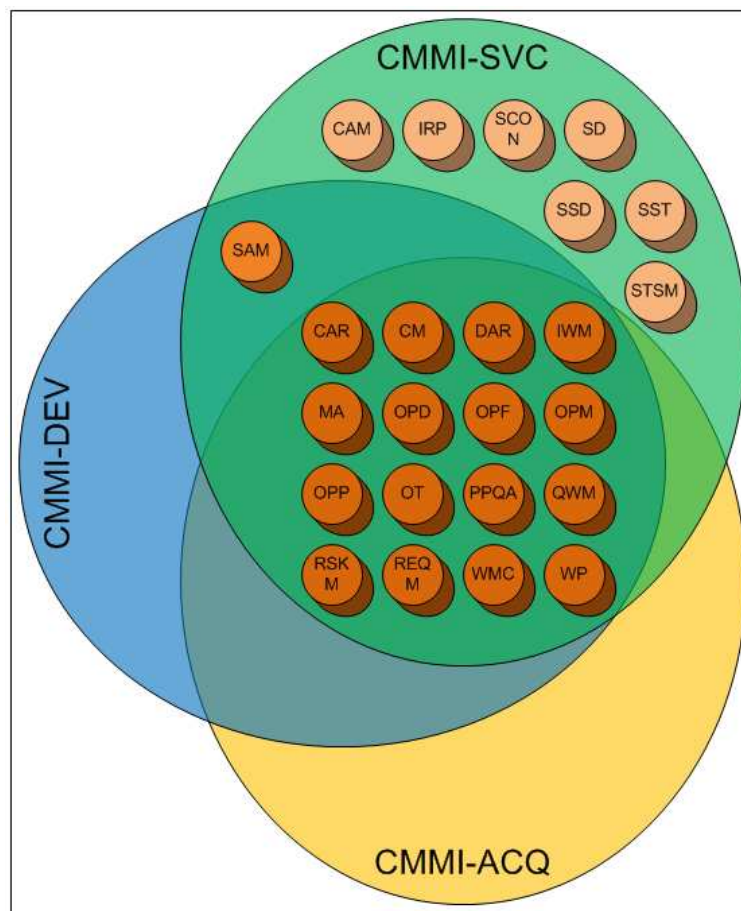 CMMI-SVC
CAM IRP SCO SD
N
SSD SST
SAM
STSM
CAR CM DAR IWM
MA OPD OPF OPM
CMMI-DEV
OPP OT PPQA QWM
RSK REQ WMC WP
M M
CMMI-ACQ